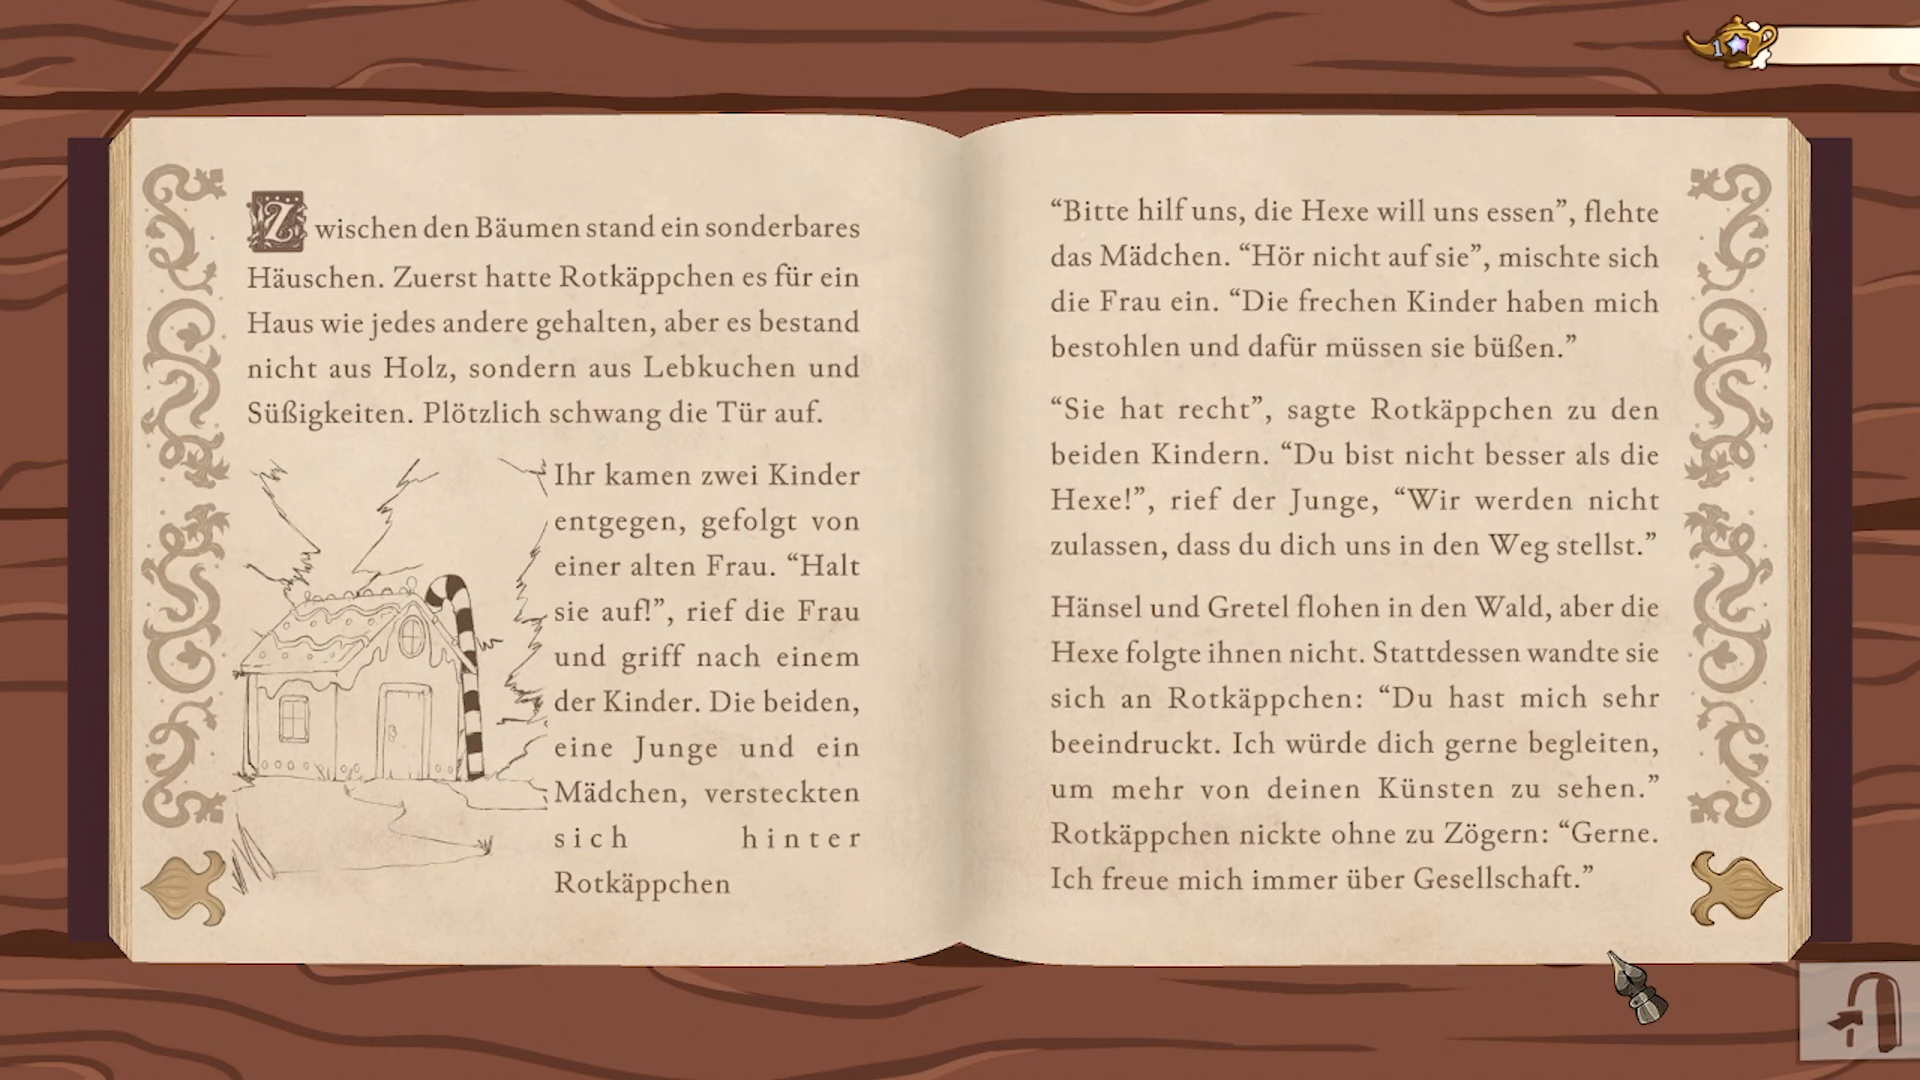 Zwischen den Bäumen stand ein sonderbares
Häuschen. Zuerst hatte Rotkäppchen es für ein
Haus wie jedes andere gehalten, aber es bestand
nicht aus Holz, sondern aus Lebkuchen und
Süßigkeiten. Plötzlich schwang die Tür auf.
Ihr kamen zwei Kinder
entgegen, gefolgt von
einer alten Frau. “Halt
sie auf!”, rief die Frau
und griff nach einem
der Kinder. Die beiden,
eine Junge und ein
Mädchen, versteckten
sich hinter
Rotkäppchen
“Bitte hilf uns, die Hexe will uns essen”, flehte
das Mädchen. “Hör nicht auf sie”, mischte sich
die Frau ein. “Die frechen Kinder haben mich
bestohlen und dafür müssen sie büßen.”
“Sie hat recht”, sagte Rotkäppchen zu den
beiden Kindern. “Du bist nicht besser als die
Hexe!”, rief der Junge, “Wir werden nicht
zulassen, dass du dich uns in den Weg stellst.”
Hänsel und Gretel flohen in den Wald, aber die
Hexe folgte ihnen nicht. Stattdessen wandte sie
sich an Rotkäppchen: “Du hast mich sehr
beeindruckt. Ich würde dich gerne begleiten,
um mehr von deinen Künsten zu sehen.”
Rotkäppchen nickte ohne zu Zögern: “Gerne.
Ich freue mich immer über Gesellschaft.”
1